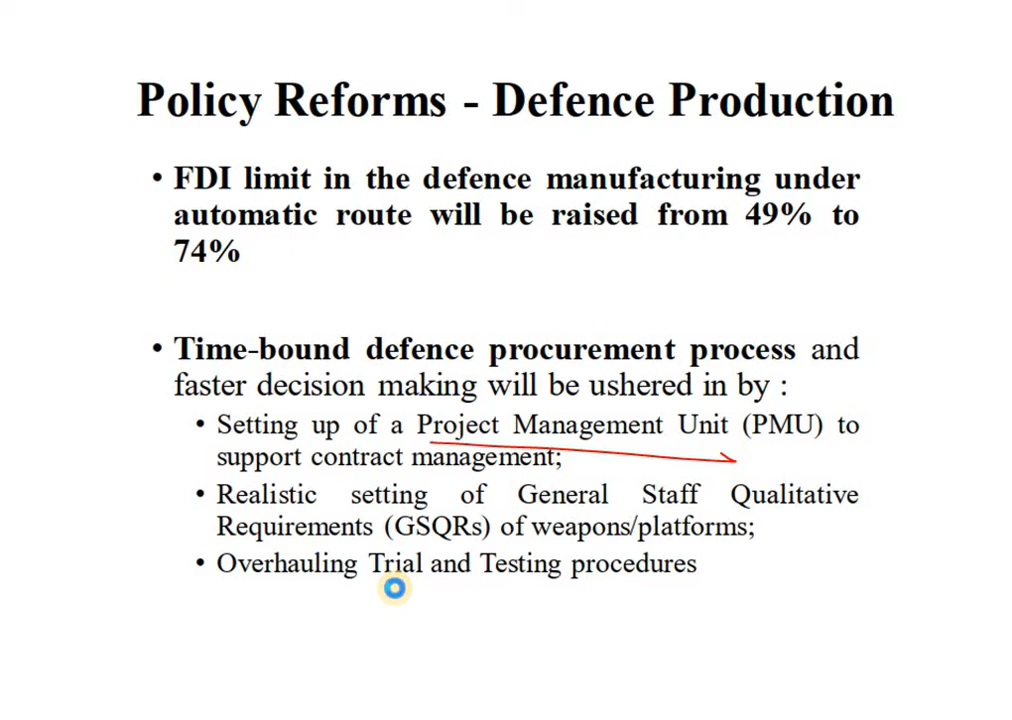 Policy Reforms - Defence Production
• FDI limit in the defence manufacturing under
automatic route will be raised from 49% to
74%
• Time-bound defence procurement process and
faster decision making will be ushered in by :
• Setting up of a Project Management Unit (PMU) to
support contract management;
• Realistic setting of General Staff Qualitative
Requirements (GSQRs) of weapons/platforms;
• Overhauling Trial and Testing procedures